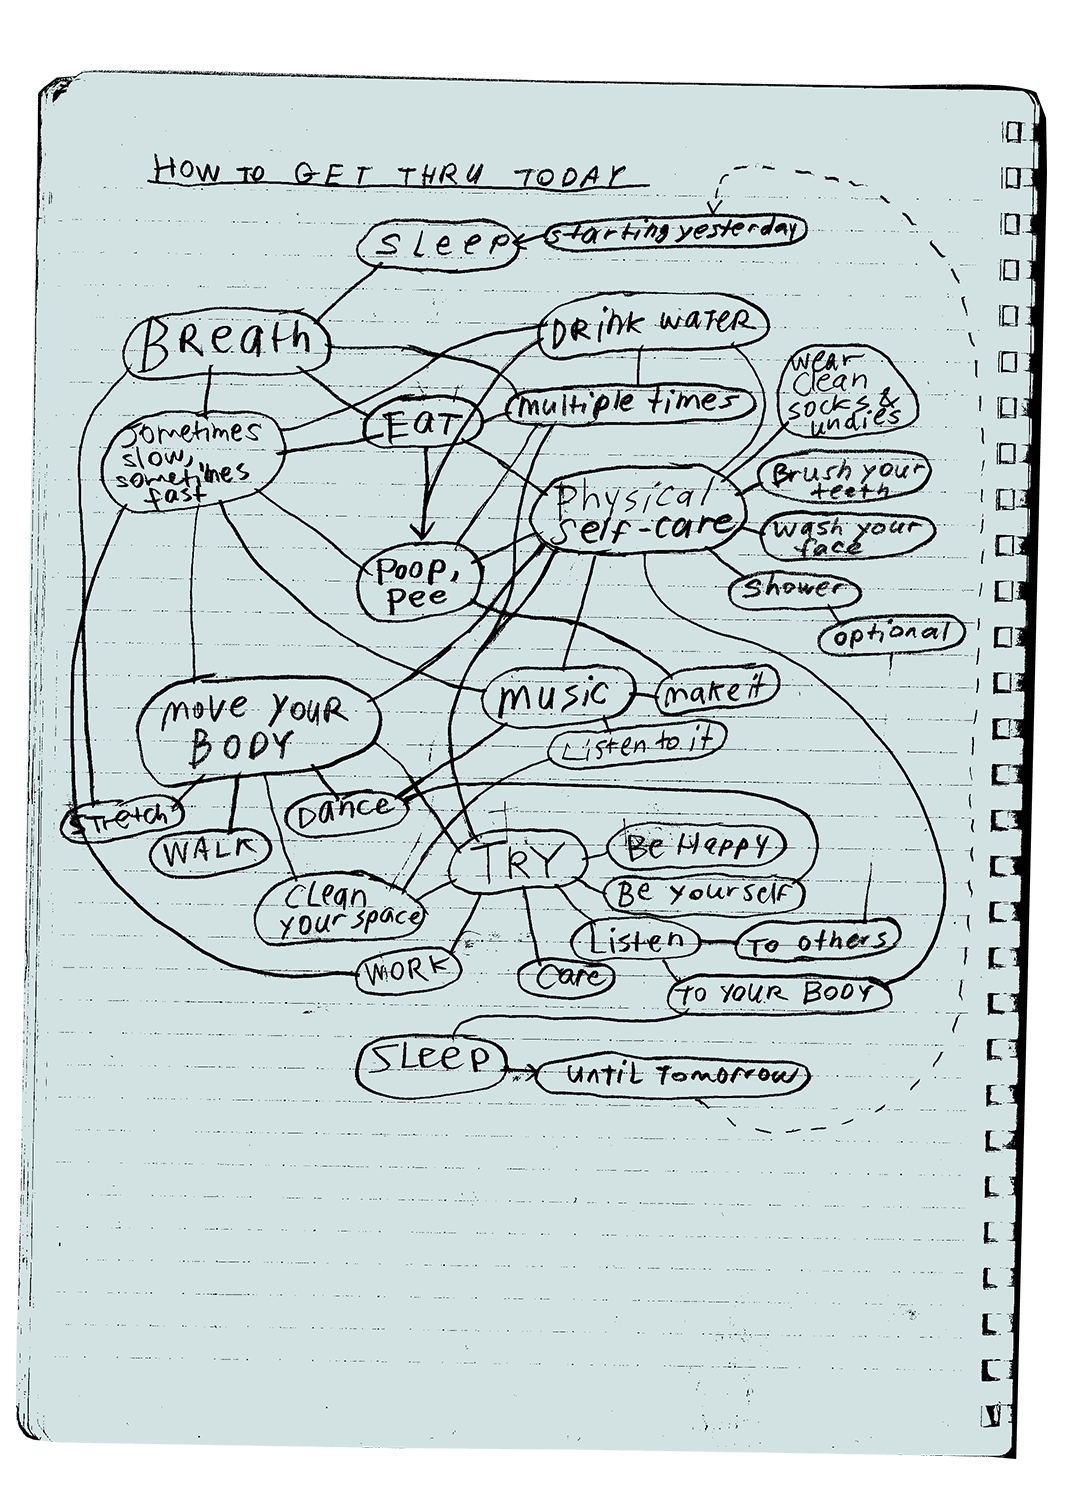 HOW TO GET THRU TODAY
SLEEP
starting yesterday
BReath
DRink WATER
wear
clean
socks &
undies
EAT
multiple times
sometimes
slow,
sometimes
fast
Physical
self-care
Brush your
teeth
wash your
face
Poop,
Pee
shower
optional
MOVE YOUR
BODY
MUSIC
make it
Listen to it
STretch
DANCE
WALK
TRY
Be Happy
Be yourself
CLean
your space
Listen
TO others
WORK
Care
TO YOUR BODY
SLEEP
UNTIL TOMORROW